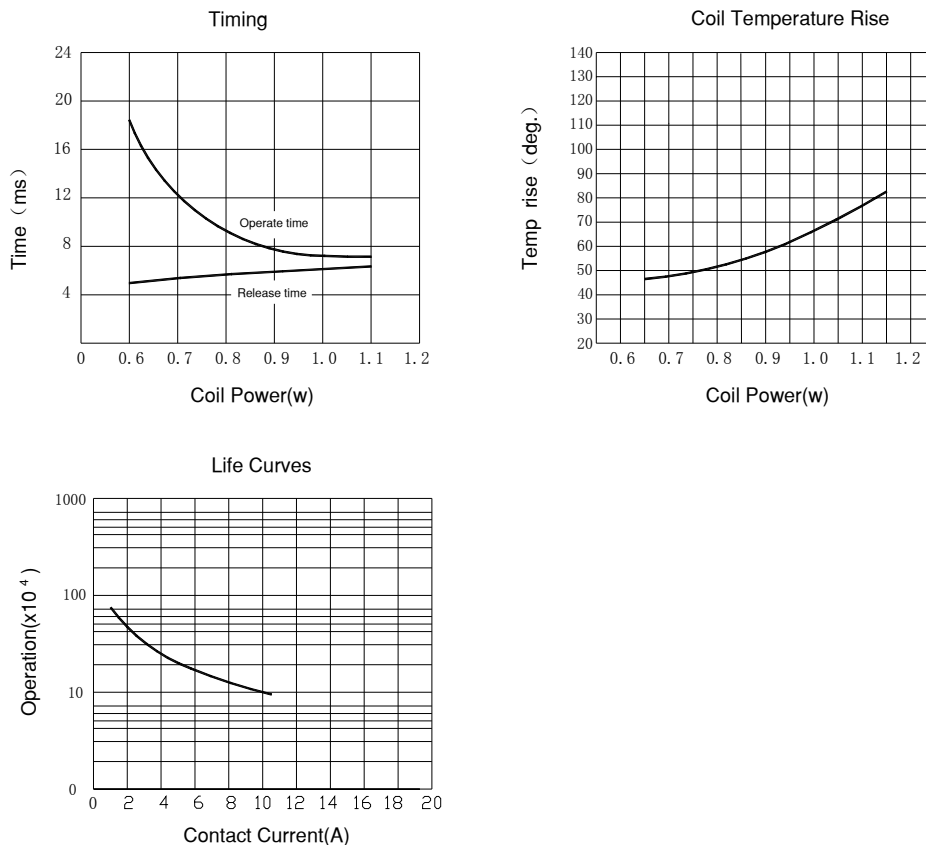 Timing
24
20
16
12
8
4
Time（ms）
Operate time
Release time
0 0.6 0.7 0.8 0.9 1.0 1.1 1.2
Coil Power(w)
Coil Temperature Rise
140
130
120
110
100
90
80
70
60
50
40
30
20
Temp rise（deg.）
0.6 0.7 0.8 0.9 1.0 1.1 1.2
Coil Power(w)
Life Curves
1000
100
10
0
Operation(x10⁴)
0 2 4 6 8 10 12 14 16 18 20
Contact Current(A)